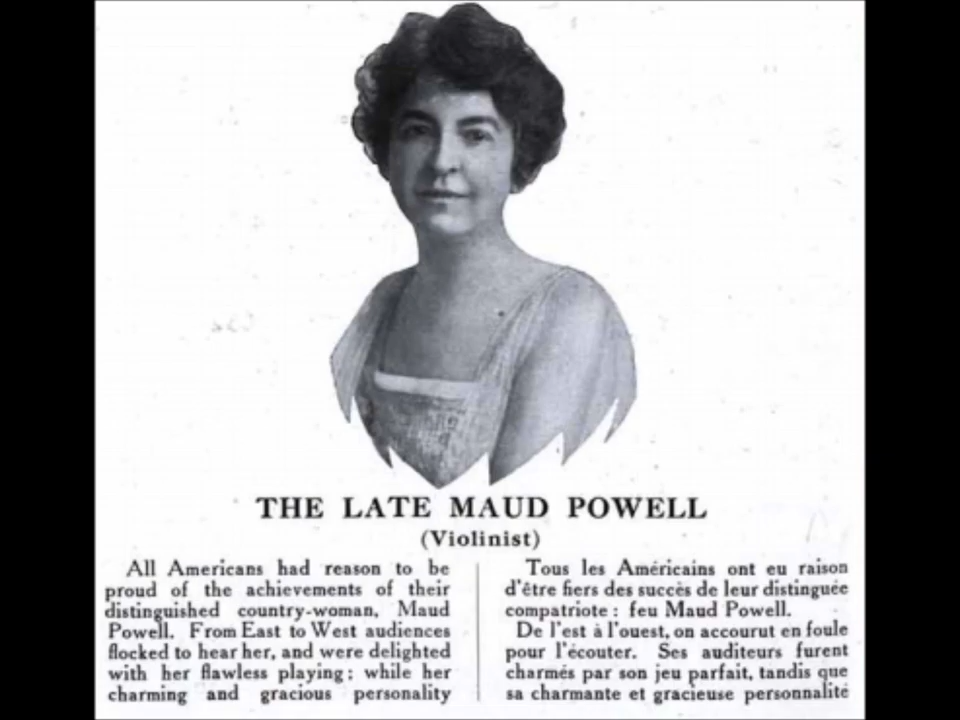 THE LATE MAUD POWELL
(Violinist)
All Americans had reason to be
proud of the achievements of their
distinguished country-woman, Maud
Powell. From East to West audiences
flocked to hear her, and were delighted
with her flawless playing; while her
charming and gracious personality
Tous les Américains ont eu raison
d'être fiers des succès de leur distinguée
compatriote : feu Maud Powell.
De l'est à l'ouest, on accourut en foule
pour l'écouter. Ses auditeurs furent
charmés par son jeu parfait, tandis que
sa charmante et gracieuse personnalité